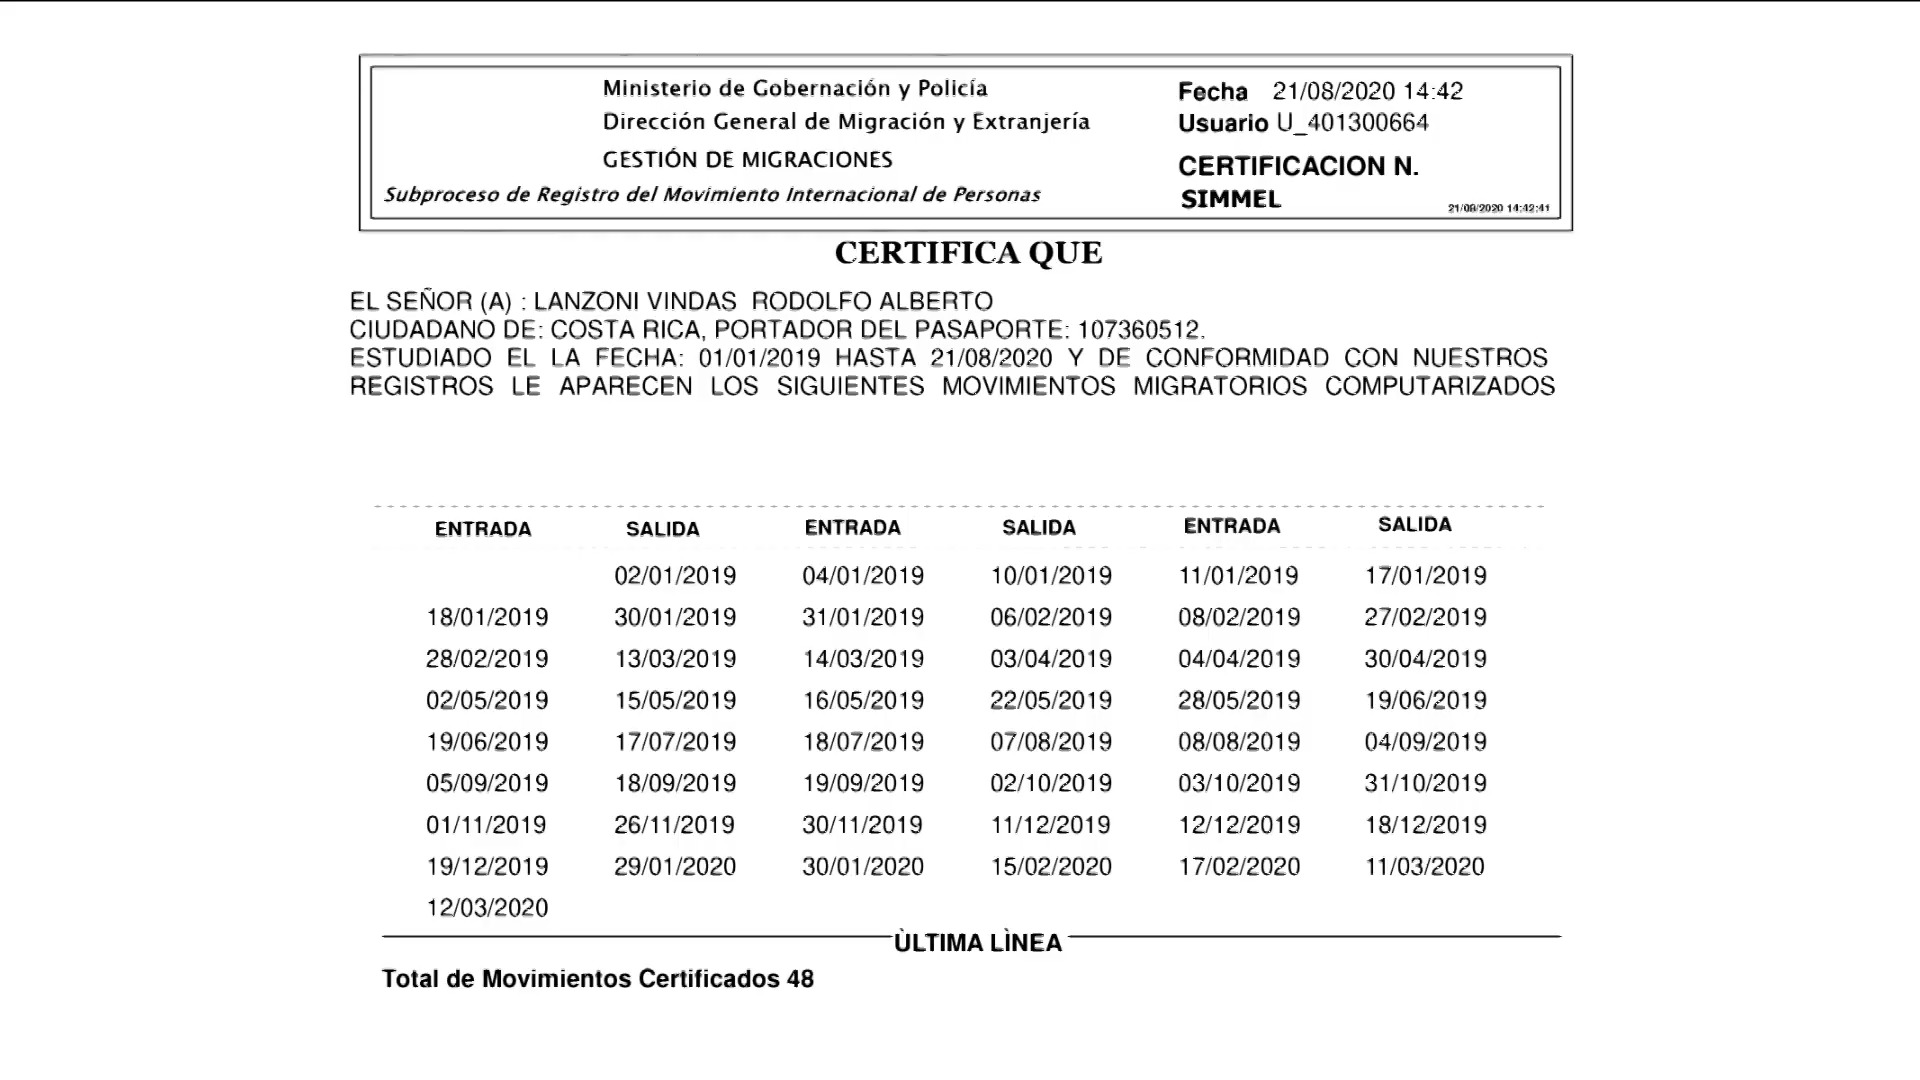 Ministerio de Gobernación y Policía
Dirección General de Migración y Extranjería
GESTIÓN DE MIGRACIONES
Subproceso de Registro del Movimiento Internacional de Personas
Fecha 21/08/2020 14:42
Usuario U_401300664
CERTIFICACION N.
SIMMEL
21/08/2020 14:42:41
CERTIFICA QUE
EL SEÑOR (A) : LANZONI VINDAS RODOLFO ALBERTO
CIUDADANO DE: COSTA RICA, PORTADOR DEL PASAPORTE: 107360512.
ESTUDIADO EL LA FECHA: 01/01/2019 HASTA 21/08/2020 Y DE CONFORMIDAD CON NUESTROS
REGISTROS LE APARECEN LOS SIGUIENTES MOVIMIENTOS MIGRATORIOS COMPUTARIZADOS
ENTRADA SALIDA ENTRADA SALIDA ENTRADA SALIDA
02/01/2019 04/01/2019 10/01/2019 11/01/2019 17/01/2019
18/01/2019 30/01/2019 31/01/2019 06/02/2019 08/02/2019 27/02/2019
28/02/2019 13/03/2019 14/03/2019 03/04/2019 04/04/2019 30/04/2019
02/05/2019 15/05/2019 16/05/2019 22/05/2019 28/05/2019 19/06/2019
19/06/2019 17/07/2019 18/07/2019 07/08/2019 08/08/2019 04/09/2019
05/09/2019 18/09/2019 19/09/2019 02/10/2019 03/10/2019 31/10/2019
01/11/2019 26/11/2019 30/11/2019 11/12/2019 12/12/2019 18/12/2019
19/12/2019 29/01/2020 30/01/2020 15/02/2020 17/02/2020 11/03/2020
12/03/2020
ÙLTIMA LÌNEA
Total de Movimientos Certificados 48